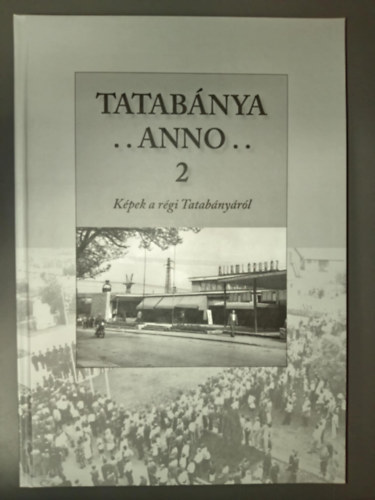 TATABÁNYA
. . ANNO . .
2
Képek a régi Tatabányáról